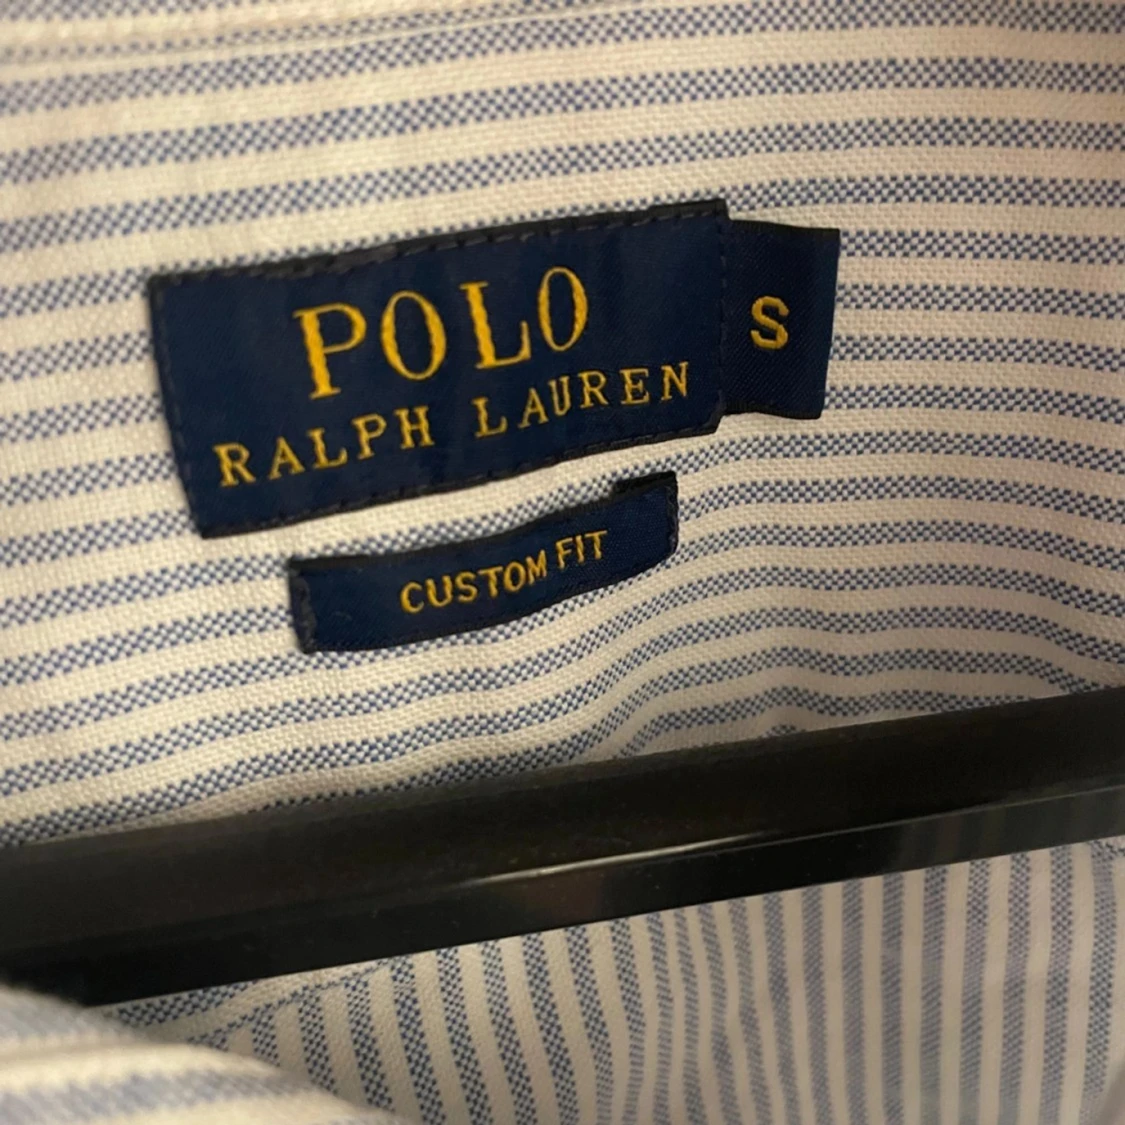 POLO
RALPH LAUREN
S
CUSTOM FIT